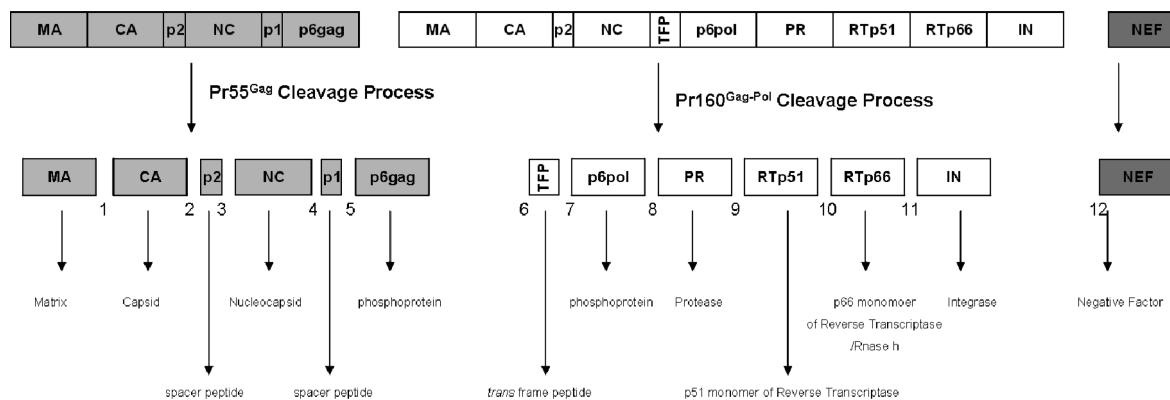 MA CA p2 NC p1 p6gag MA CA p2 NC TFP p6pol PR RTp51 RTp66 IN NEF
Pr55Gag Cleavage Process Pr160Gag-Pol Cleavage Process
MA CA p2 NC p1 p6gag TFP p6pol PR RTp51 RTp66 IN NEF
1 2 3 4 5 6 7 8 9 10 11 12
Matrix Capsid Nucleocapsid phosphoprotein phosphoprotein Protease p66 monomoer Integrase Negative Factor
of Reverse Transcriptase
/Rnase h
spacer peptide spacer peptide trans frame peptide p51 monomer of Reverse Transcriptase